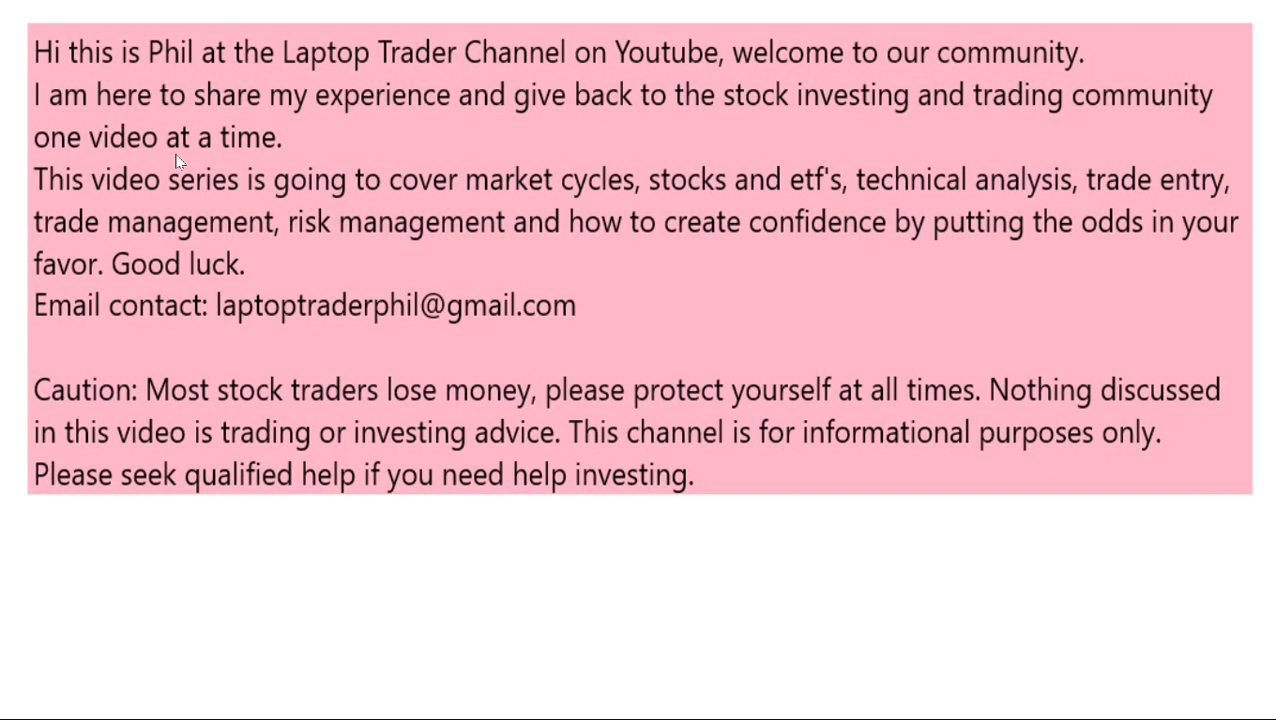 Hi this is Phil at the Laptop Trader Channel on Youtube, welcome to our community.
I am here to share my experience and give back to the stock investing and trading community
one video at a time.
This video series is going to cover market cycles, stocks and etf's, technical analysis, trade entry,
trade management, risk management and how to create confidence by putting the odds in your
favor. Good luck.
Email contact: laptoptraderphil@gmail.com
Caution: Most stock traders lose money, please protect yourself at all times. Nothing discussed
in this video is trading or investing advice. This channel is for informational purposes only.
Please seek qualified help if you need help investing.